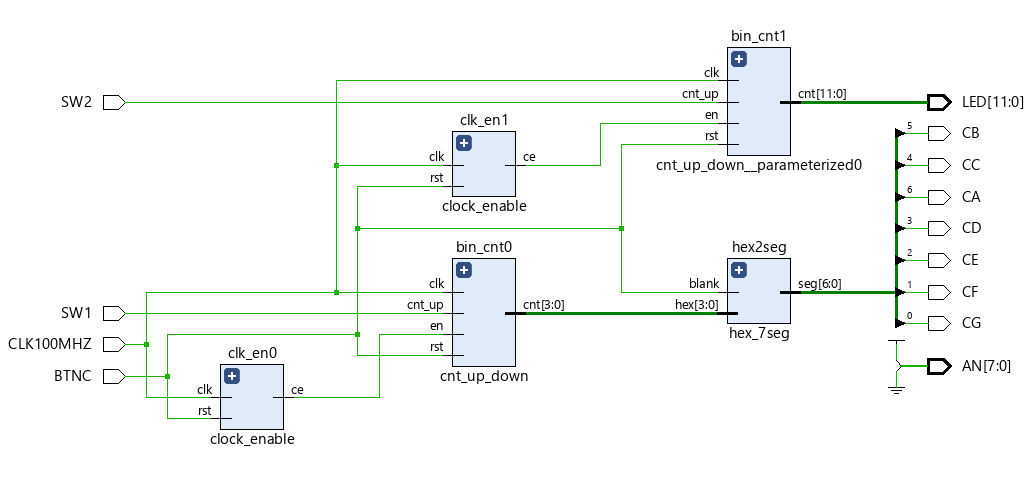 bin_cnt1
clk
SW2
cnt_up
cnt[11:0]
LED[11:0]
en
rst
cnt_up_down__parameterized0
clk_en1
clk
ce
rst
clock_enable
5
CB
4
CC
6
CA
3
CD
2
CE
1
CF
0
CG
bin_cnt0
clk
SW1
cnt_up
cnt[3:0]
en
rst
cnt_up_down
hex2seg
blank
seg[6:0]
hex[3:0]
hex_7seg
CLK100MHZ
BTNC
clk_en0
clk
ce
rst
clock_enable
AN[7:0]